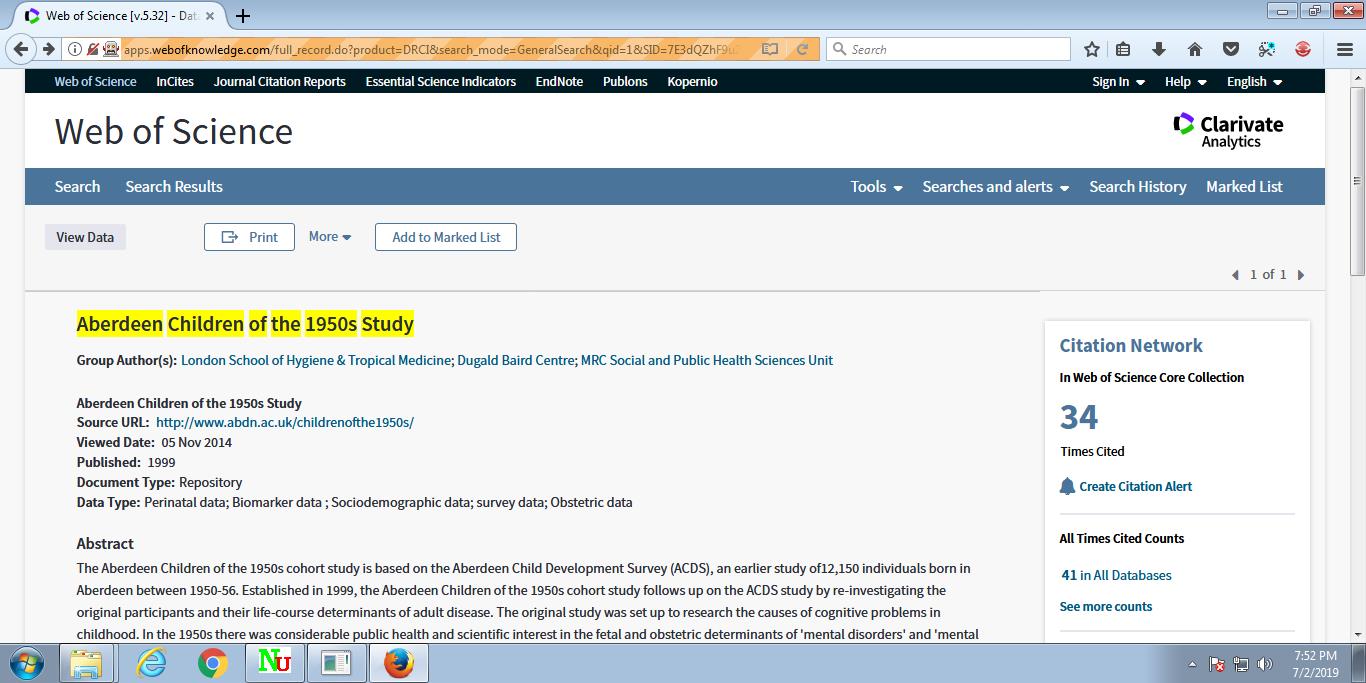 Web of Science [v.5.32] - Dat
apps.webofknowledge.com/full_record.do?product=DRCI&search_mode=GeneralSearch&qid=1&SID=7E3dQZhF9u
Search
Web of Science InCites Journal Citation Reports Essential Science Indicators EndNote Publons Kopernio Sign In Help English
Web of Science
Clarivate
Analytics
Search Search Results Tools Searches and alerts Search History Marked List
View Data Print More Add to Marked List
1 of 1
Aberdeen Children of the 1950s Study
Group Author(s): London School of Hygiene & Tropical Medicine; Dugald Baird Centre; MRC Social and Public Health Sciences Unit
Aberdeen Children of the 1950s Study
Source URL: http://www.abdn.ac.uk/childrenofthe1950s/
Viewed Date: 05 Nov 2014
Published: 1999
Document Type: Repository
Data Type: Perinatal data; Biomarker data ; Sociodemographic data; survey data; Obstetric data
Abstract
The Aberdeen Children of the 1950s cohort study is based on the Aberdeen Child Development Survey (ACDS), an earlier study of12,150 individuals born in
Aberdeen between 1950-56. Established in 1999, the Aberdeen Children of the 1950s cohort study follows up on the ACDS study by re-investigating the
original participants and their life-course determinants of adult disease. The original study was set up to research the causes of cognitive problems in
childhood. In the 1950s there was considerable public health and scientific interest in the fetal and obstetric determinants of 'mental disorders' and 'mental
Citation Network
In Web of Science Core Collection
34
Times Cited
Create Citation Alert
All Times Cited Counts
41 in All Databases
See more counts
NU
7:52 PM
7/2/2019